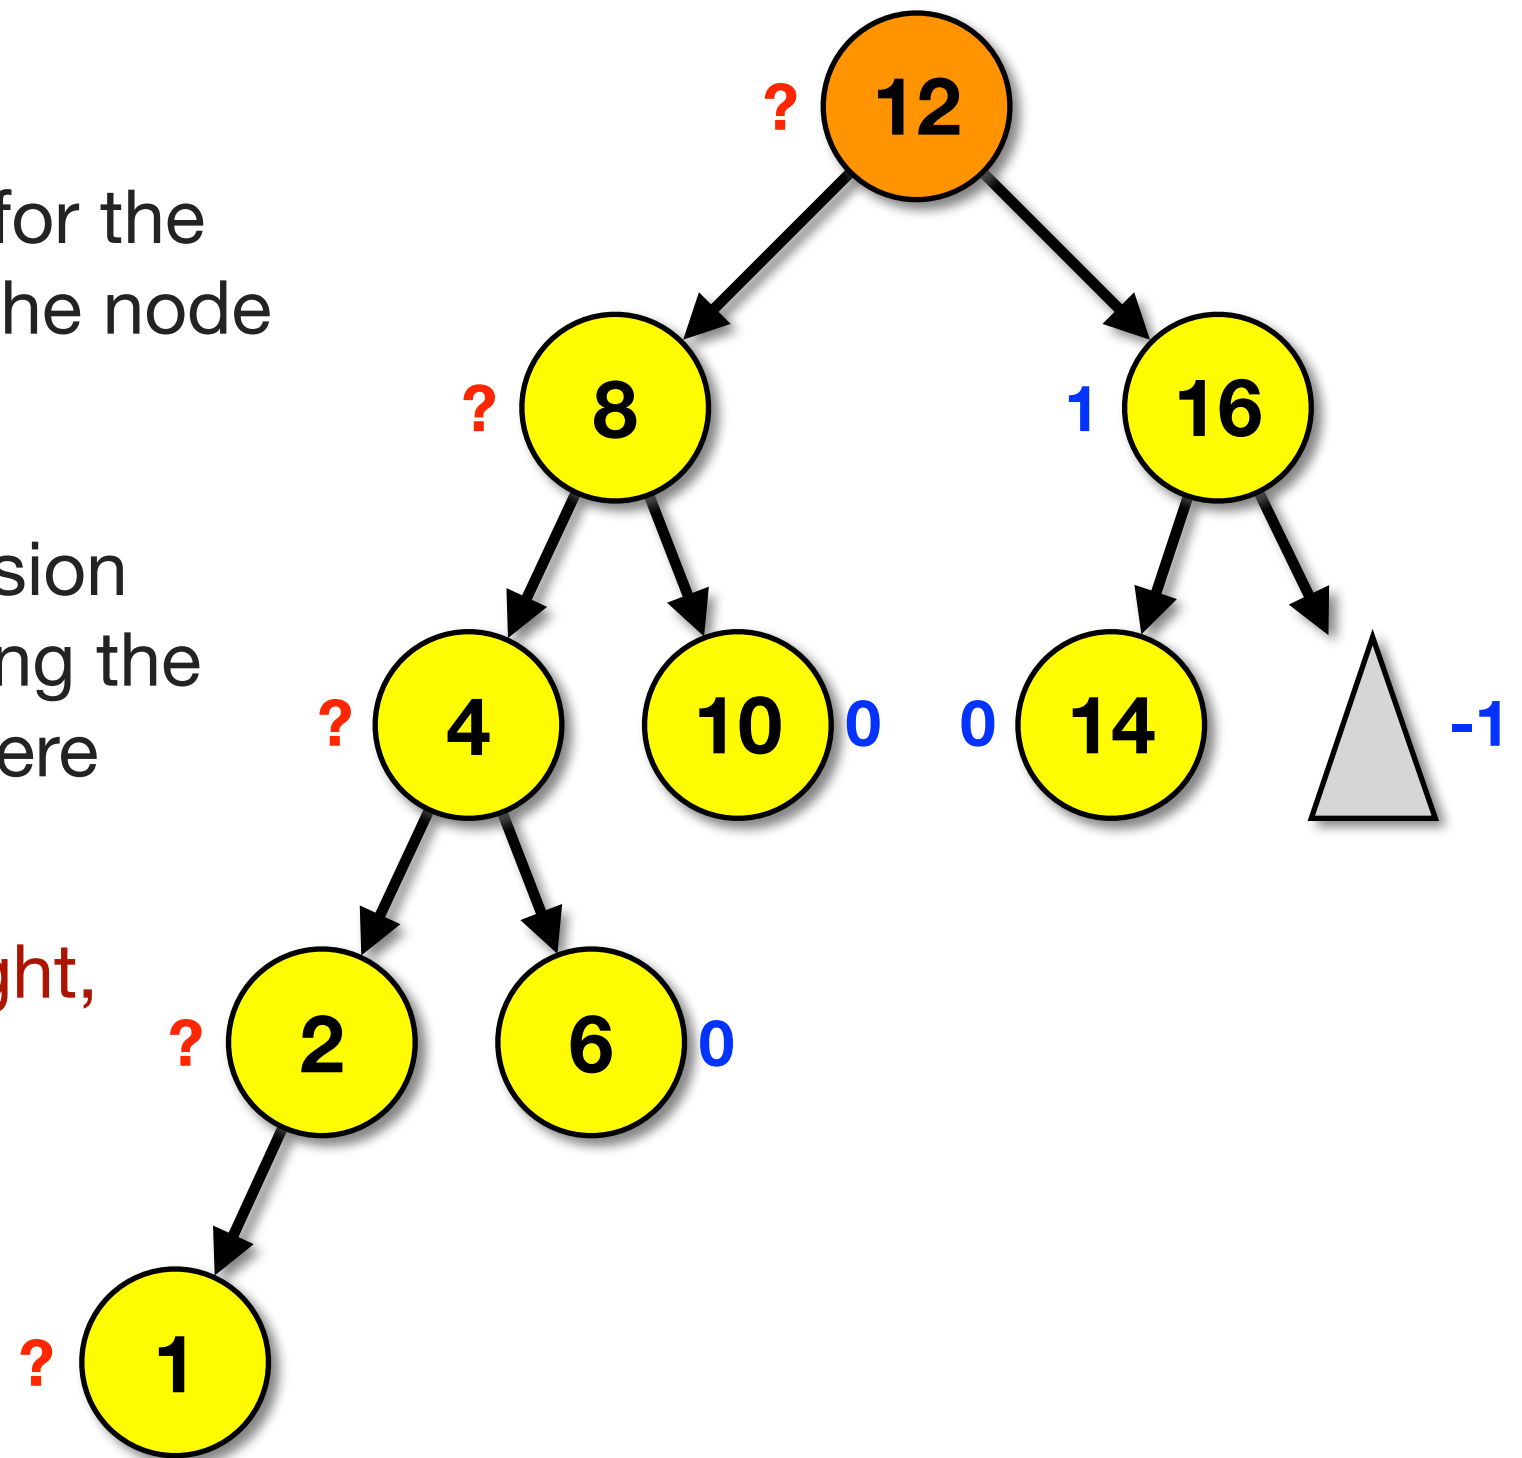 ? 12
for the
he node
? 8
1 16
sion
ng the
ere
? 4
10 0
0 14
-1
ght,
? 2
6 0
? 1